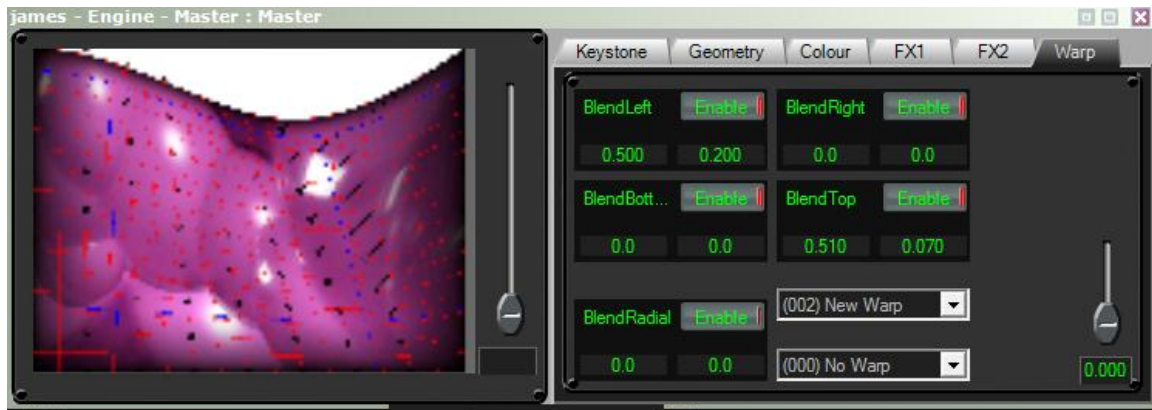 james - Engine - Master : Master
Keystone Geometry Colour FX1 FX2 Warp
BlendLeft Enable BlendRight Enable
0.500 0.200 0.0 0.0
BlendBott... Enable BlendTop Enable
0.0 0.0 0.510 0.070
(002) New Warp
BlendRadial Enable
0.0 0.0 (000) No Warp 0.000